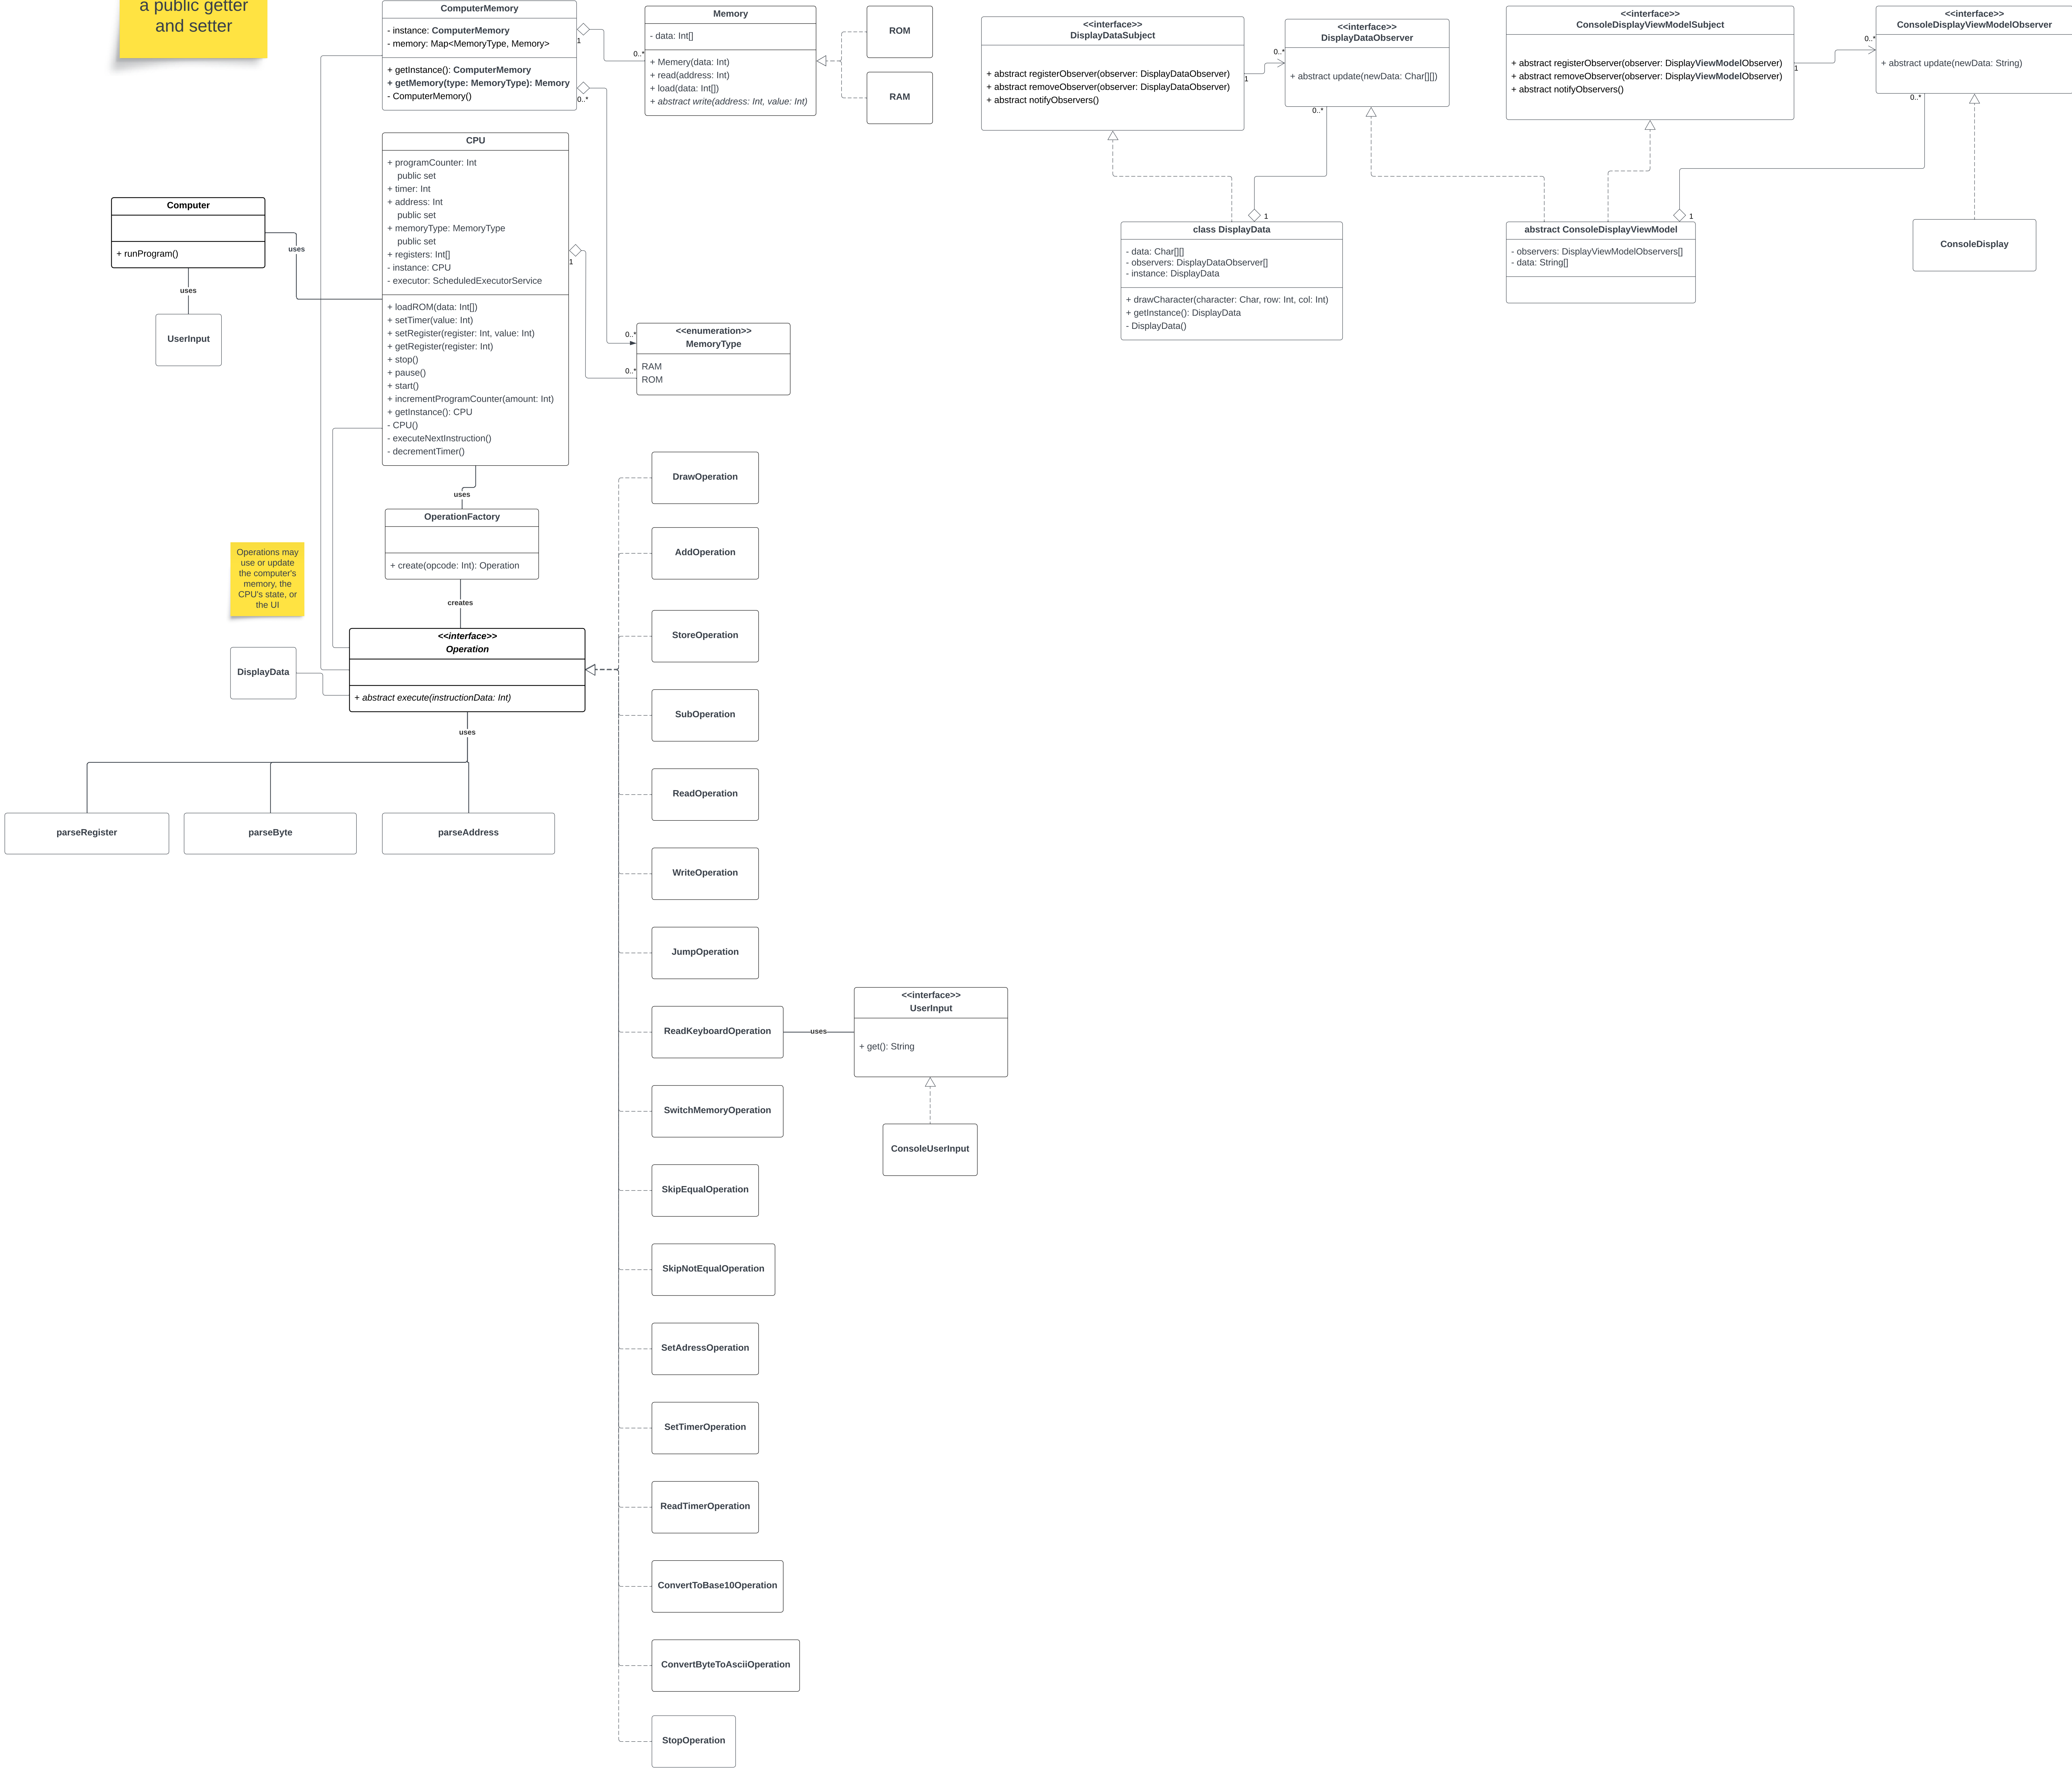 a public getter
and setter
ComputerMemory
- instance: ComputerMemory
- memory: Map<MemoryType, Memory>
+ getInstance(): ComputerMemory
+ getMemory(type: MemoryType): Memory
- ComputerMemory()
1
0..*
0..*
Memory
- data: Int[]
+ Memery(data: Int)
+ read(address: Int)
+ load(data: Int[])
+ abstract write(address: Int, value: Int)
ROM
RAM
<<interface>>
DisplayDataSubject
+ abstract registerObserver(observer: DisplayDataObserver)
+ abstract removeObserver(observer: DisplayDataObserver)
+ abstract notifyObservers()
1
0..*
<<interface>>
DisplayDataObserver
+ abstract update(newData: Char[][])
0..*
<<interface>>
ConsoleDisplayViewModelSubject
+ abstract registerObserver(observer: DisplayViewModelObserver)
+ abstract removeObserver(observer: DisplayViewModelObserver)
+ abstract notifyObservers()
1
0..*
<<interface>>
ConsoleDisplayViewModelObserver
+ abstract update(newData: String)
0..*
CPU
+ programCounter: Int
public set
+ timer: Int
+ address: Int
public set
+ memoryType: MemoryType
public set
+ registers: Int[]
- instance: CPU
- executor: ScheduledExecutorService
+ loadROM(data: Int[])
+ setTimer(value: Int)
+ setRegister(register: Int, value: Int)
+ getRegister(register: Int)
+ stop()
+ pause()
+ start()
+ incrementProgramCounter(amount: Int)
+ getInstance(): CPU
- CPU()
- executeNextInstruction()
- decrementTimer()
1
Computer
+ runProgram()
uses
uses
UserInput
1
class DisplayData
- data: Char[][]
- observers: DisplayDataObserver[]
- instance: DisplayData
+ drawCharacter(character: Char, row: Int, col: Int)
+ getInstance(): DisplayData
- DisplayData()
1
abstract ConsoleDisplayViewModel
- observers: DisplayViewModelObservers[]
- data: String[]
ConsoleDisplay
0..*
0..*
<<enumeration>>
MemoryType
RAM
ROM
uses
OperationFactory
+ create(opcode: Int): Operation
creates
Operations may
use or update
the computer's
memory, the
CPU's state, or
the UI
<<interface>>
Operation
+ abstract execute(instructionData: Int)
DisplayData
uses
parseRegister
parseByte
parseAddress
DrawOperation
AddOperation
StoreOperation
SubOperation
ReadOperation
WriteOperation
JumpOperation
ReadKeyboardOperation
uses
<<interface>>
UserInput
+ get(): String
SwitchMemoryOperation
ConsoleUserInput
SkipEqualOperation
SkipNotEqualOperation
SetAdressOperation
SetTimerOperation
ReadTimerOperation
ConvertToBase10Operation
ConvertByteToAsciiOperation
StopOperation